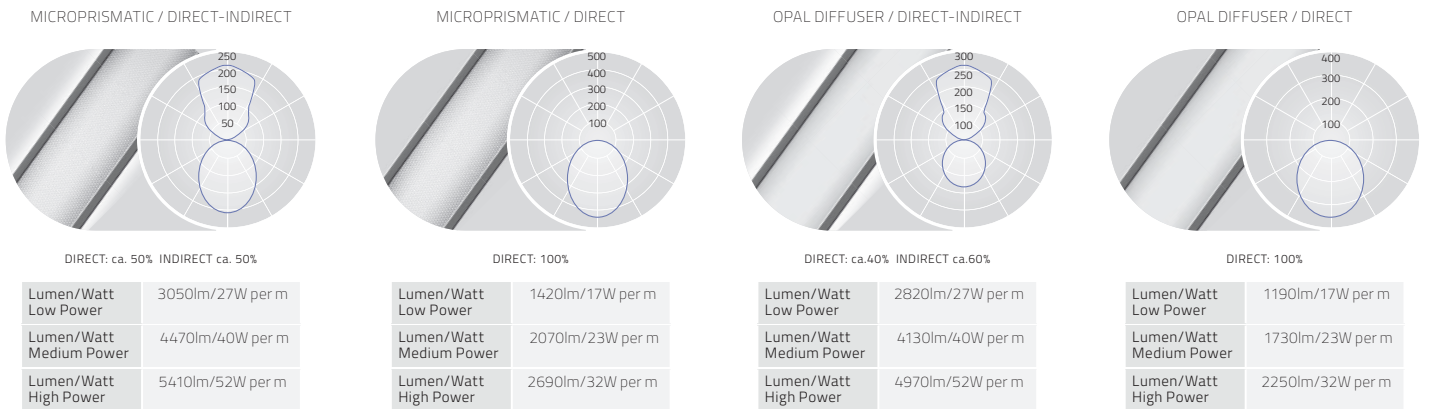 MICROPRISMATIC / DIRECT-INDIRECT
250
200
150
100
50
DIRECT: ca. 50% INDIRECT ca. 50%
Lumen/Watt
Low Power
3050lm/27W per m
Lumen/Watt
Medium Power
4470lm/40W per m
Lumen/Watt
High Power
5410lm/52W per m
MICROPRISMATIC / DIRECT
500
400
300
200
100
DIRECT: 100%
Lumen/Watt
Low Power
1420lm/17W per m
Lumen/Watt
Medium Power
2070lm/23W per m
Lumen/Watt
High Power
2690lm/32W per m
OPAL DIFFUSER / DIRECT-INDIRECT
300
250
200
150
100
DIRECT: ca.40% INDIRECT ca.60%
Lumen/Watt
Low Power
2820lm/27W per m
Lumen/Watt
Medium Power
4130lm/40W per m
Lumen/Watt
High Power
4970lm/52W per m
OPAL DIFFUSER / DIRECT
400
300
200
100
DIRECT: 100%
Lumen/Watt
Low Power
1190lm/17W per m
Lumen/Watt
Medium Power
1730lm/23W per m
Lumen/Watt
High Power
2250lm/32W per m